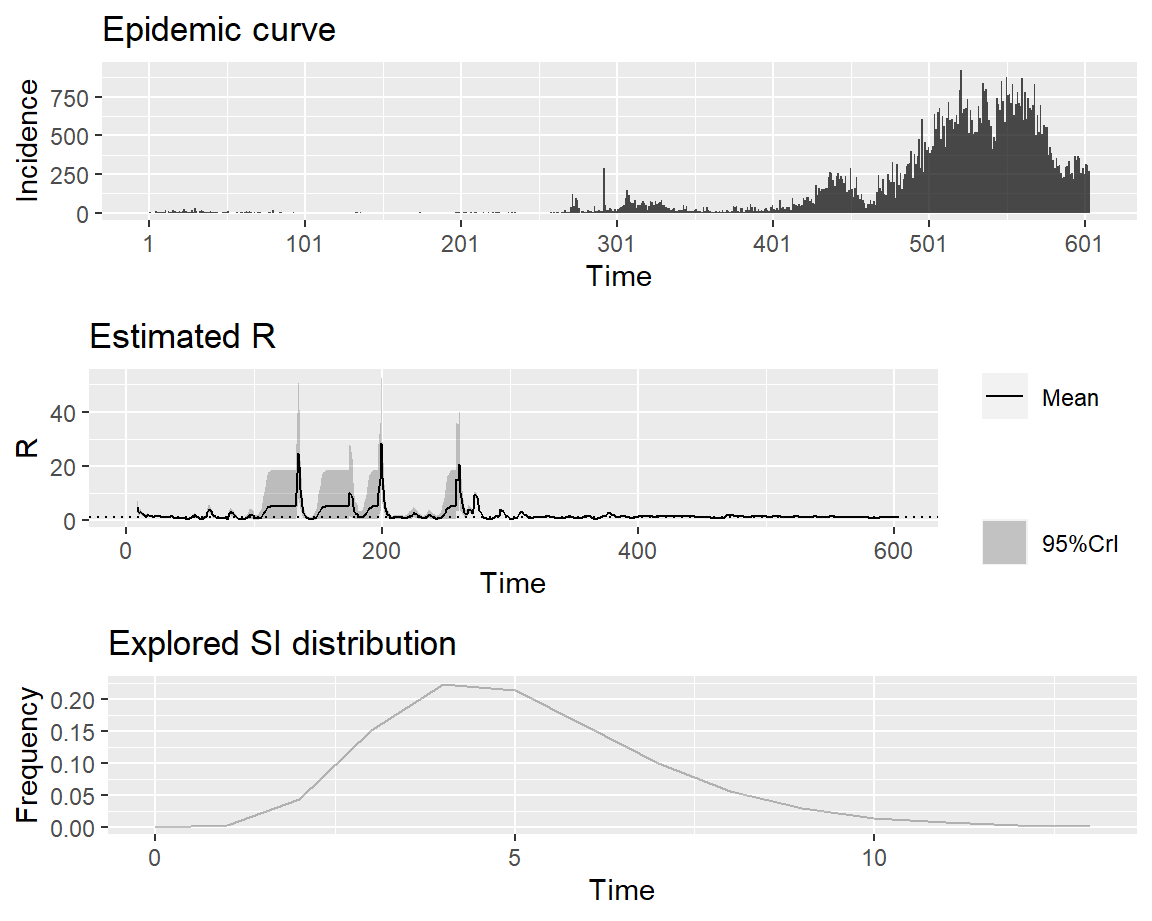 Epidemic curve
Incidence
750
500
250
0
1 101 201 301 401 501 601
Time
Estimated R
R
40
20
0
0 200 400 600
Time
Mean
95%CrI
Explored SI distribution
Frequency
0.20
0.15
0.10
0.05
0.00
0 5 10
Time